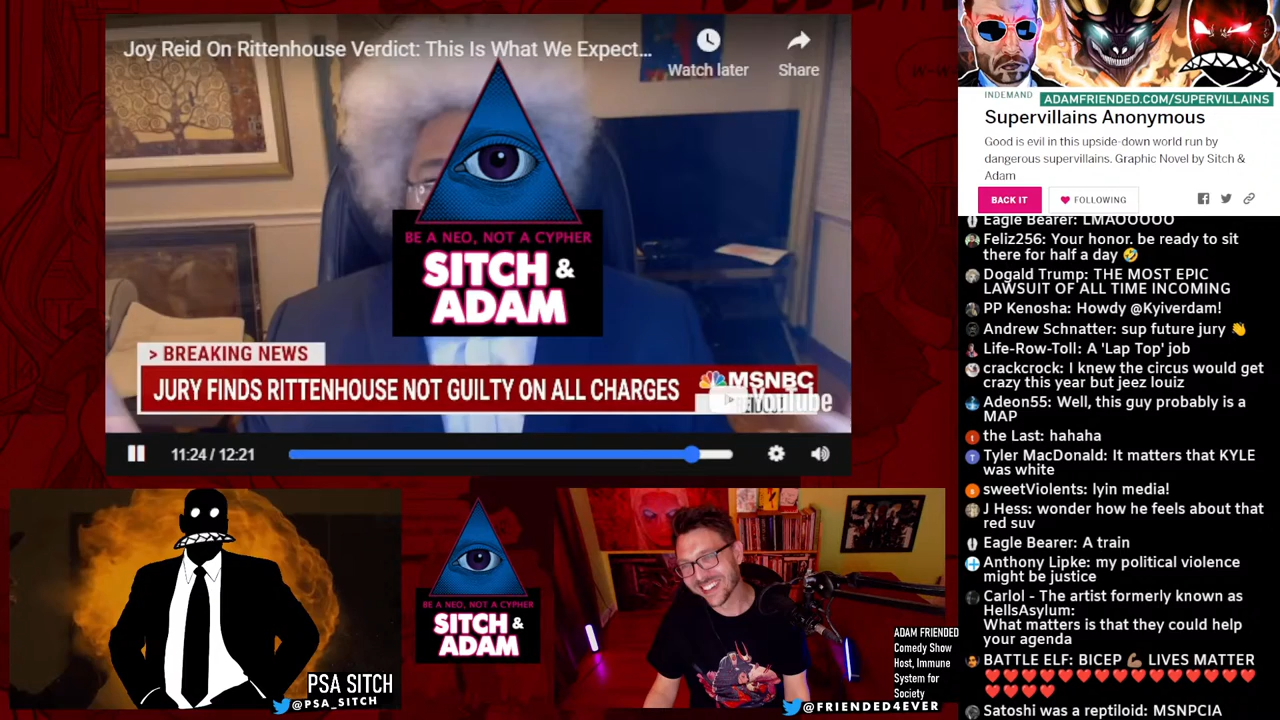 Joy Reid On Rittenhouse Verdict: This Is What We Expect...
Watch later
Share
BE A NEO, NOT A CYPHER
SITCH &
ADAM
> BREAKING NEWS
JURY FINDS RITTENHOUSE NOT GUILTY ON ALL CHARGES
MSNBC
YouTube
11:24 / 12:21
PSA SITCH
@PSA_SITCH
BE A NEO, NOT A CYPHER
SITCH &
ADAM
ADAM FRIENDED
Comedy Show
Host, Immune
System for
Society
@FRIENDED4EVER
INDEMAND
ADAMFRIENDED.COM/SUPERVILLAINS
Supervillains Anonymous
Good is evil in this upside-down world run by
dangerous supervillains. Graphic Novel by Sitch &
Adam
BACK IT
FOLLOWING
Eagle Bearer: LMAOOOOO
Feliz256: Your honor. be ready to sit
there for half a day 🤣
Dogald Trump: THE MOST EPIC
LAWSUIT OF ALL TIME INCOMING
PP Kenosha: Howdy @Kyiverdam!
Andrew Schnatter: sup future jury 👋
Life-Row-Toll: A 'Lap Top' job
crackcrock: I knew the circus would get
crazy this year but jeez louiz
Adeon55: Well, this guy probably is a
MAP
the Last: hahaha
Tyler MacDonald: It matters that KYLE
was white
sweetViolents: lyin media!
J Hess: wonder how he feels about that
red suv
Eagle Bearer: A train
Anthony Lipke: my political violence
might be justice
Carlol - The artist formerly known as
HellsAsylum:
What matters is that they could help
your agenda
BATTLE ELF: BICEP 💪🏾 LIVES MATTER
❤❤❤❤❤❤❤❤❤❤❤❤❤❤❤❤
❤❤❤❤
Satoshi was a reptiloid: MSNPCIA